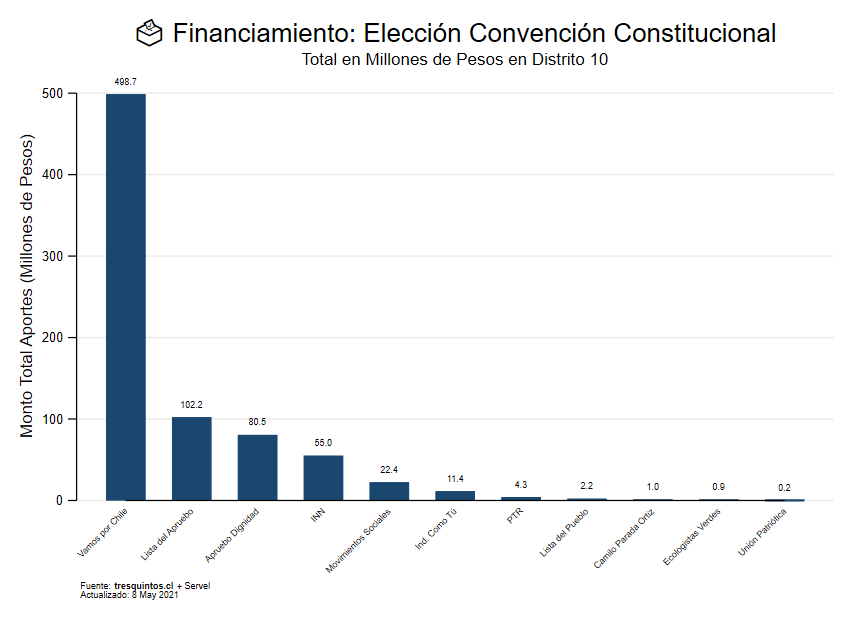 Financiamiento: Elección Convención Constitucional
Total en Millones de Pesos en Distrito 10
Monto Total Aportes (Millones de Pesos)
500
400
300
200
100
0
498.7
102.2
80.5
55.0
22.4
11.4
4.3
2.2
1.0
0.9
0.2
Vamos por Chile
Lista del Apruebo
Apruebo Dignidad
INN
Movimientos Sociales
Ind. Como Tú
PTR
Lista del Pueblo
Camilo Parada Ortiz
Ecologistas Verdes
Unión Patriótica
Fuente: tresquintos.cl + Servel
Actualizado: 8 May 2021